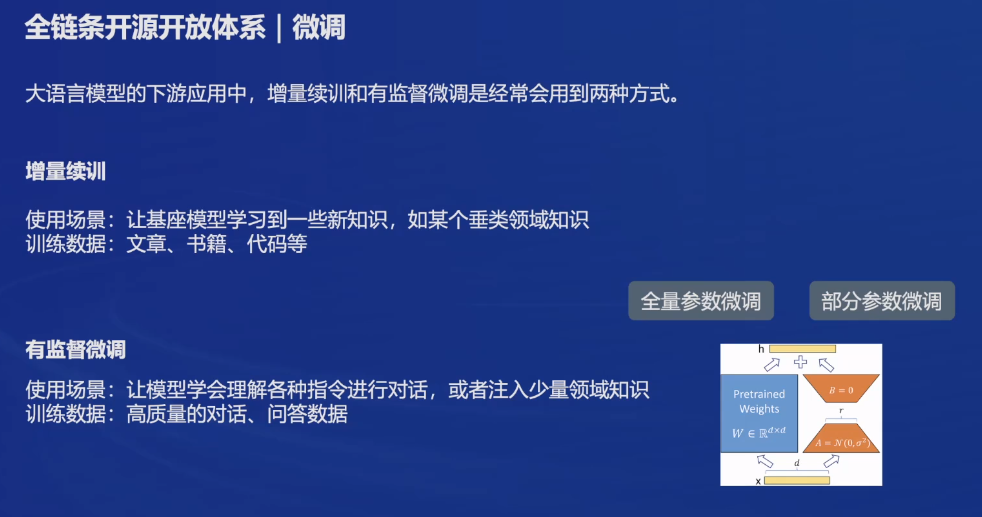 全链条开源开放体系｜微调
大语言模型的下游应用中，增量续训和有监督微调是经常会用到两种方式。
增量续训
使用场景：让基座模型学习到一些新知识，如某个垂类领域知识
训练数据：文章、书籍、代码等
全量参数微调
部分参数微调
有监督微调
使用场景：让模型学会理解各种指令进行对话，或者注入少量领域知识
训练数据：高质量的对话、问答数据
h
Pretrained
Weights
W ∈ ℝ^{d×d}
B = 0
r
A = 𝒩(0, σ²)
d
x